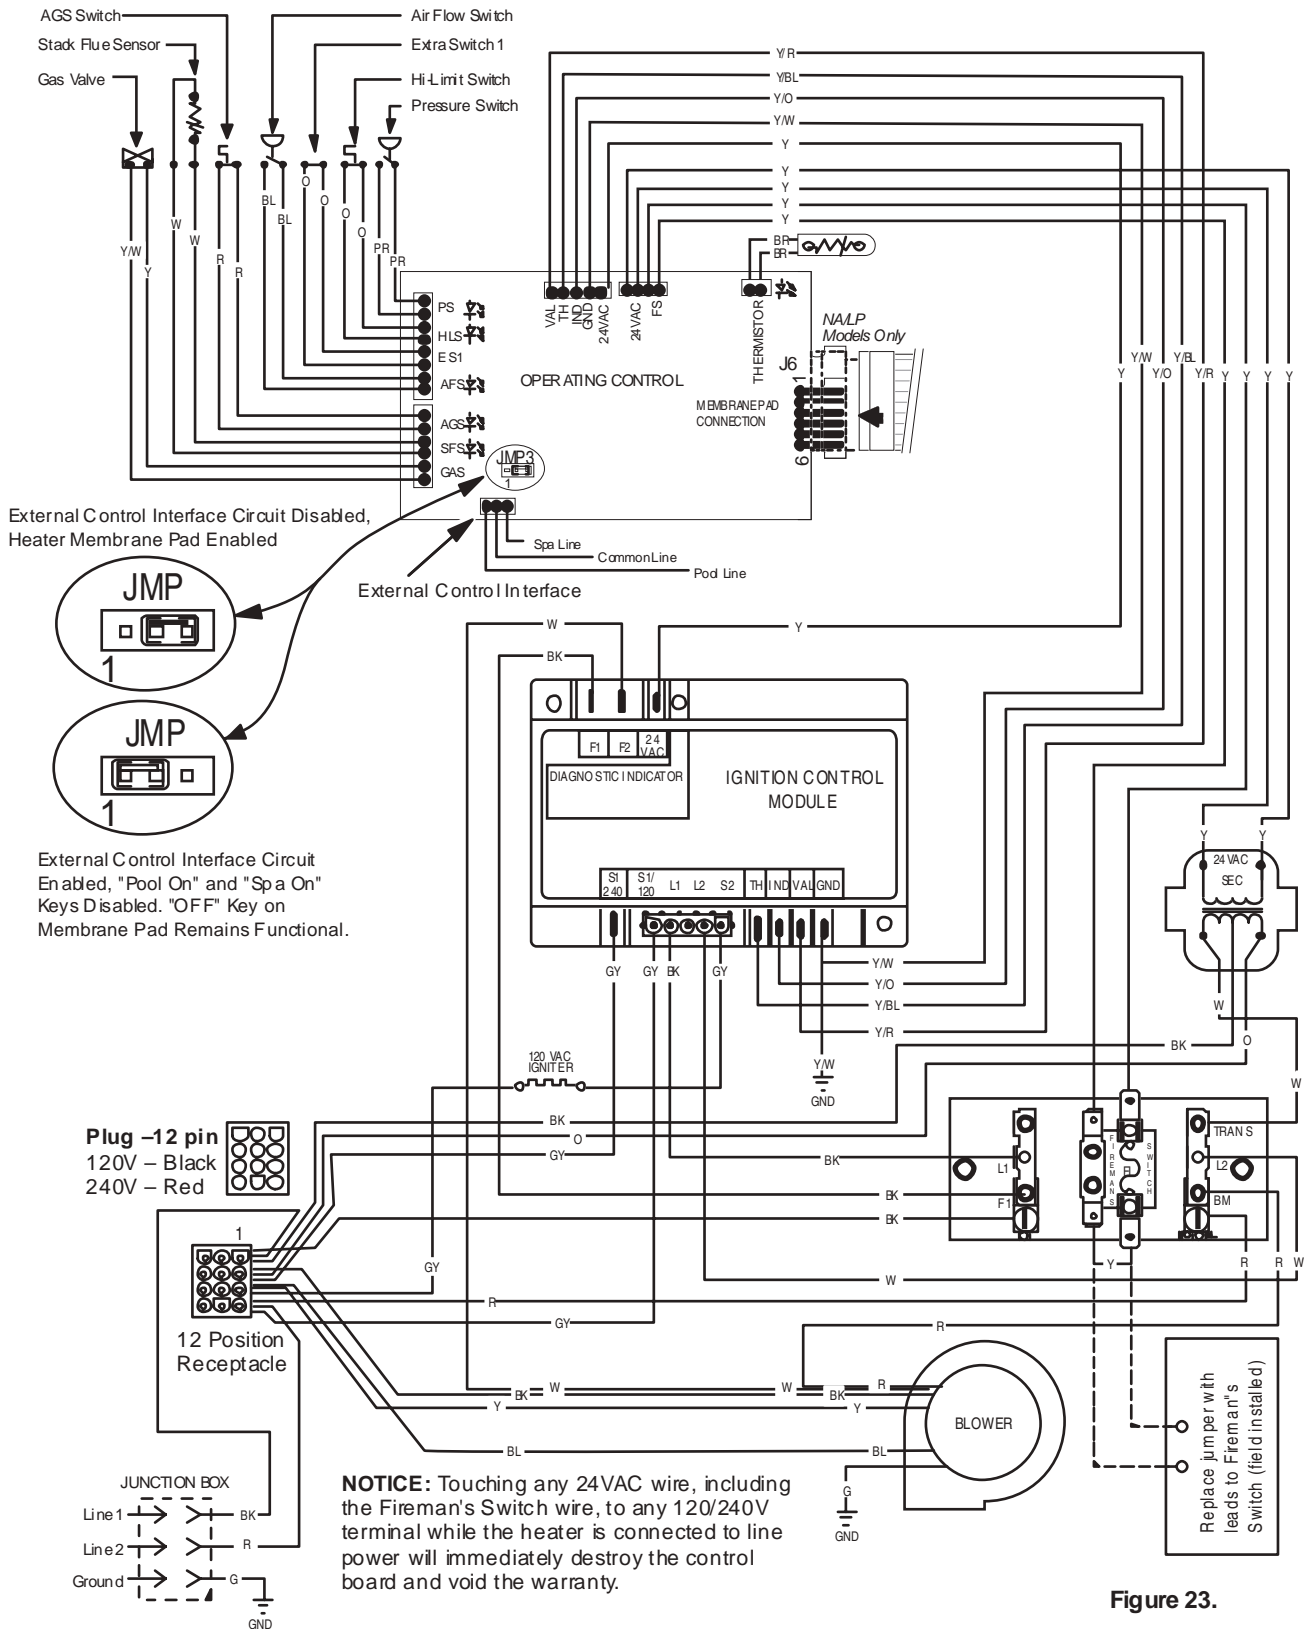 AGS Switch
Stack Flue Sensor
Gas Valve
Air Flow Switch
Extra Switch 1
Hi-Limit Switch
Pressure Switch
Y/R
Y/BL
Y/O
Y/W
Y
Y
Y
Y
Y
BR
BR
O
O
BL
BL
O
O
W
W
PR
PR
Y/W
Y
R
R
PS
HLS
ES1
AFS
AGS
SFS
GAS
VAL
TH
IND
GND
24VAC
24VAC
FS
THERMISTOR
OPERATING CONTROL
NA/LP
Models Only
J6
1
6
MEMBRANE PAD
CONNECTION
JMP3
1
Y/W
Y/BL
Y
Y/O
Y/R
Y
Y
Y
Y
External Control Interface Circuit Disabled,
Heater Membrane Pad Enabled
Spa Line
Common Line
Pool Line
External Control Interface
JMP
1
JMP
1
External Control Interface Circuit
Enabled, "Pool On" and "Spa On"
Keys Disabled. "OFF" Key on
Membrane Pad Remains Functional.
W
BK
Y
F1
F2
24
VAC
DIAGNOSTIC INDICATOR
IGNITION CONTROL
MODULE
S1
240
S1/
120
L1
L2
S2
TH
IND
VAL
GND
Y
Y
24VAC
SEC
W
O
BK
W
GY
GY
BK
GY
Y/W
Y/O
Y/BL
Y/R
Y/W
GND
120 VAC
IGNITER
Plug –12 pin
120V – Black
240V – Red
BK
O
GY
BK
BK
BK
L1
F1
FIREMANS
SWITCH
TRANS
L2
BM
Y
R
R
W
1
12 Position
Receptacle
GY
W
R
GY
R
BK
W
W
BK
R
Y
Y
BL
BL
BLOWER
G
GND
Replace jumper with
leads to Fireman"s
Switch (field installed)
JUNCTION BOX
Line 1
BK
Line 2
R
Ground
G
GND
NOTICE: Touching any 24VAC wire, including
the Fireman's Switch wire, to any 120/240V
terminal while the heater is connected to line
power will immediately destroy the control
board and void the warranty.
Figure 23.